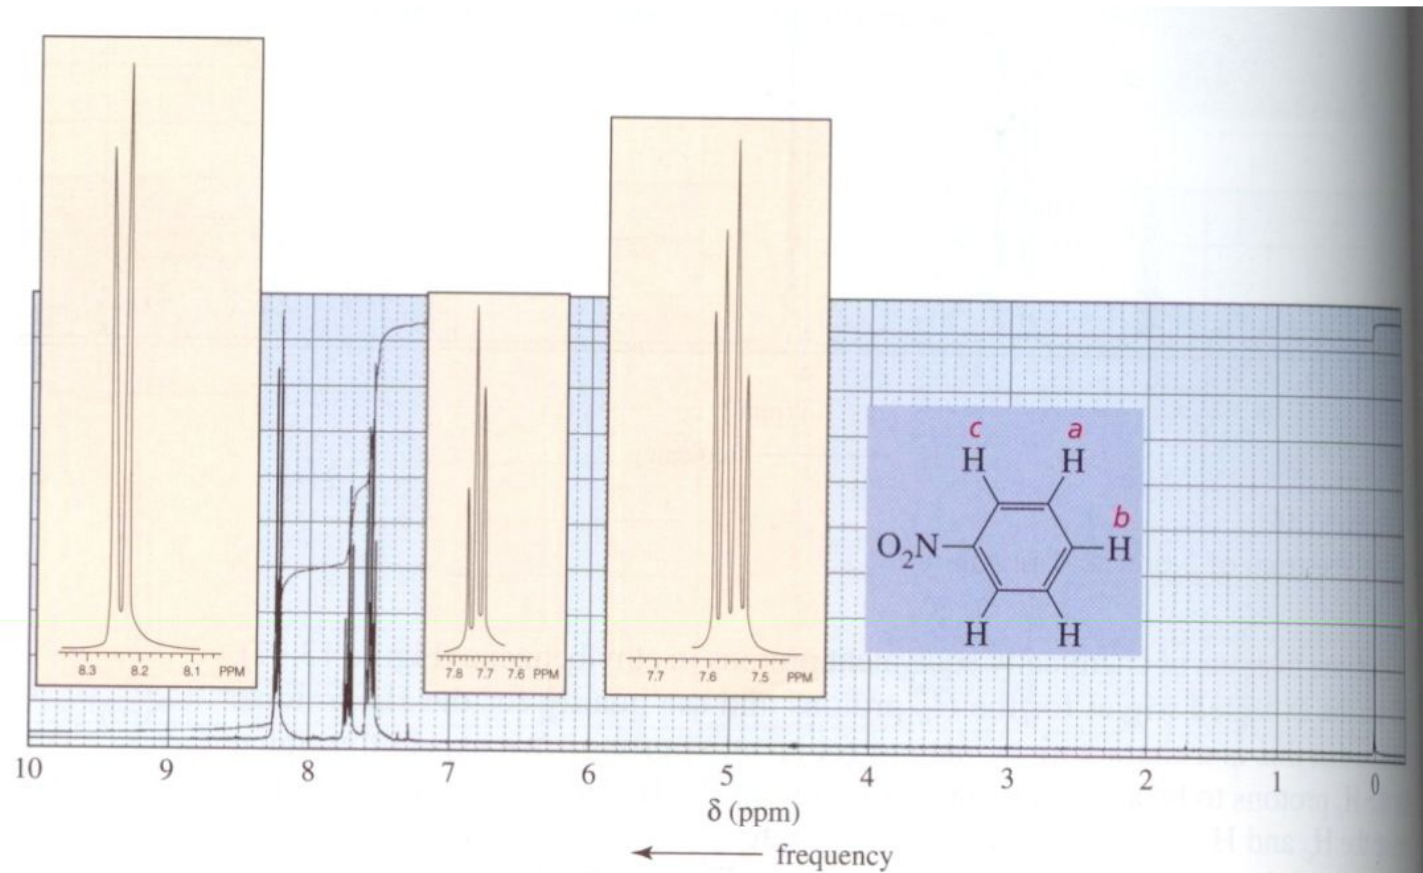 8.3 8.2 8.1 PPM
7.8 7.7 7.6 PPM
7.7 7.6 7.5 PPM
c a
H H
b
O₂N H
H H
10 9 8 7 6 5 4 3 2 1 0
δ (ppm)
frequency